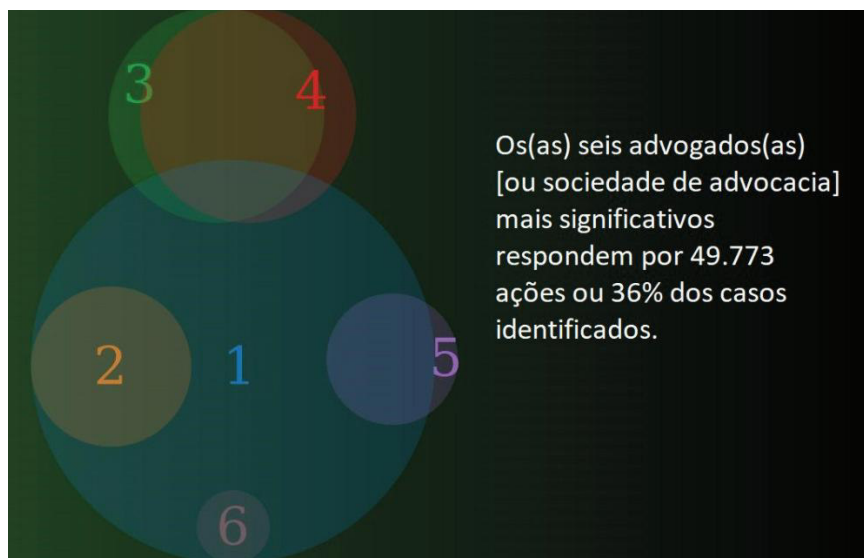 3
4
Os(as) seis advogados(as)
[ou sociedade de advocacia]
mais significativos
respondem por 49.773
ações ou 36% dos casos
identificados.
2
1
5
6